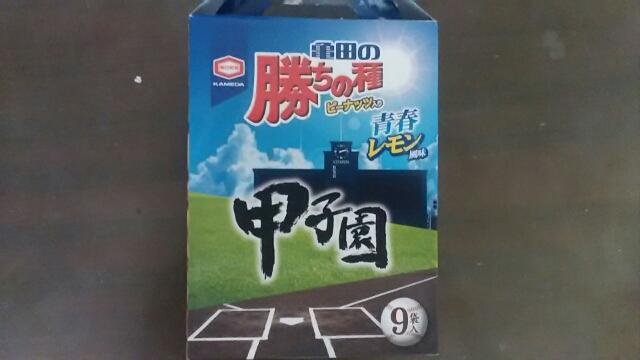 KAMEDA
亀田の
勝ちの種
ピーナッツ入り
青春
レモン
風味
甲子園
9袋入